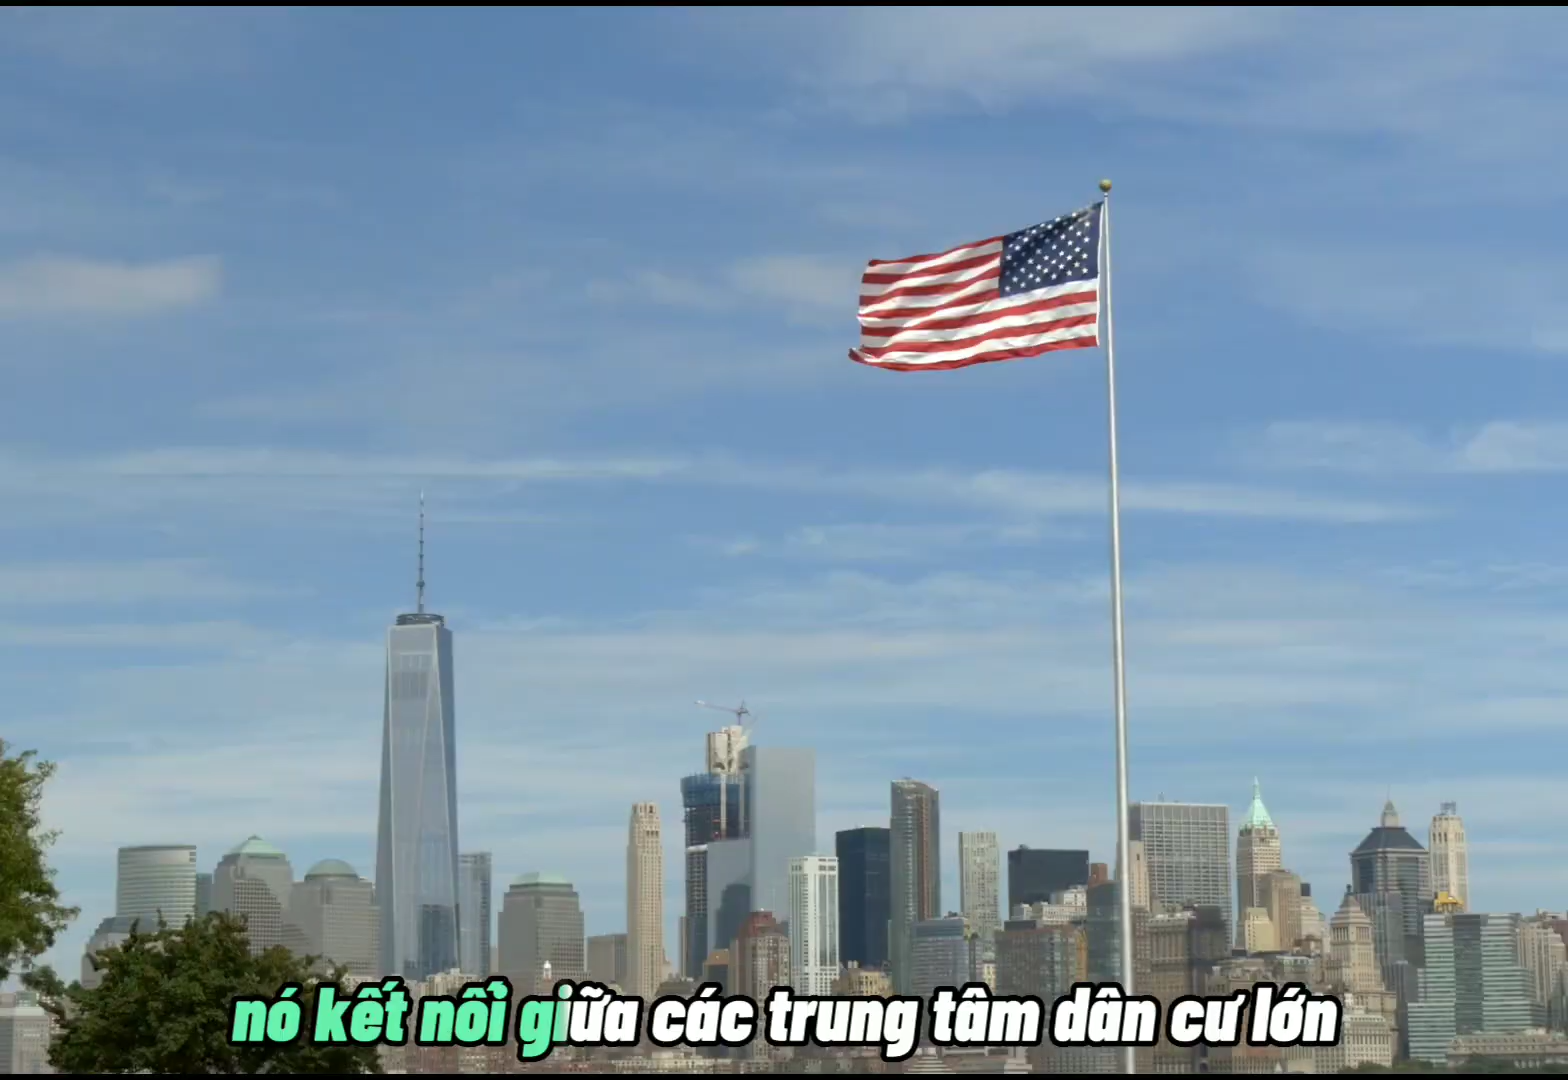 nó kết nối giữa các trung tâm dân cư lớn